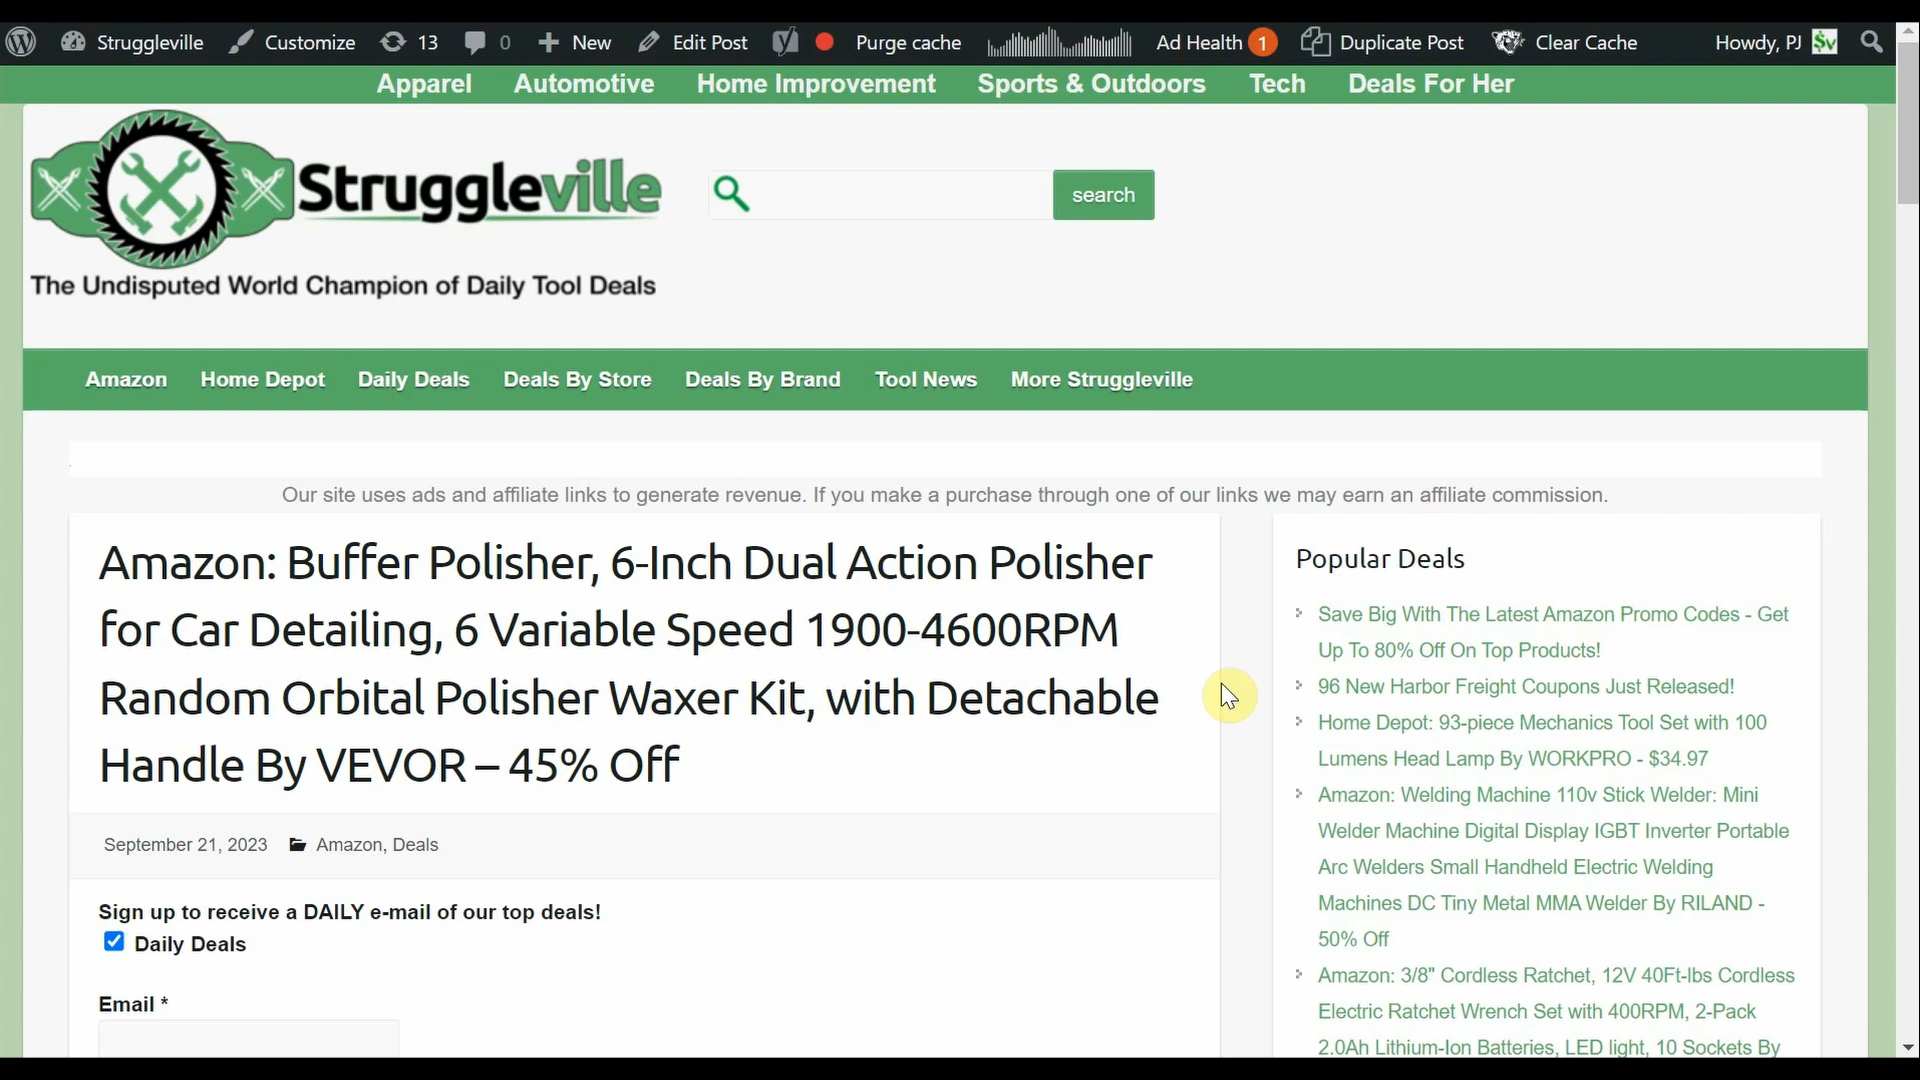 Struggleville Customize 13 0 New Edit Post Purge cache Ad Health 1 Duplicate Post Clear Cache Howdy, PJ
Apparel Automotive Home Improvement Sports & Outdoors Tech Deals For Her
Struggleville
search
The Undisputed World Champion of Daily Tool Deals
Amazon Home Depot Daily Deals Deals By Store Deals By Brand Tool News More Struggleville
Our site uses ads and affiliate links to generate revenue. If you make a purchase through one of our links we may earn an affiliate commission.
Amazon: Buffer Polisher, 6-Inch Dual Action Polisher
for Car Detailing, 6 Variable Speed 1900-4600RPM
Random Orbital Polisher Waxer Kit, with Detachable
Handle By VEVOR – 45% Off
September 21, 2023 Amazon, Deals
Sign up to receive a DAILY e-mail of our top deals!
Daily Deals
Email *
Popular Deals
Save Big With The Latest Amazon Promo Codes - Get
Up To 80% Off On Top Products!
96 New Harbor Freight Coupons Just Released!
Home Depot: 93-piece Mechanics Tool Set with 100
Lumens Head Lamp By WORKPRO - $34.97
Amazon: Welding Machine 110v Stick Welder: Mini
Welder Machine Digital Display IGBT Inverter Portable
Arc Welders Small Handheld Electric Welding
Machines DC Tiny Metal MMA Welder By RILAND -
50% Off
Amazon: 3/8" Cordless Ratchet, 12V 40Ft-lbs Cordless
Electric Ratchet Wrench Set with 400RPM, 2-Pack
2.0Ah Lithium-Ion Batteries, LED light, 10 Sockets By